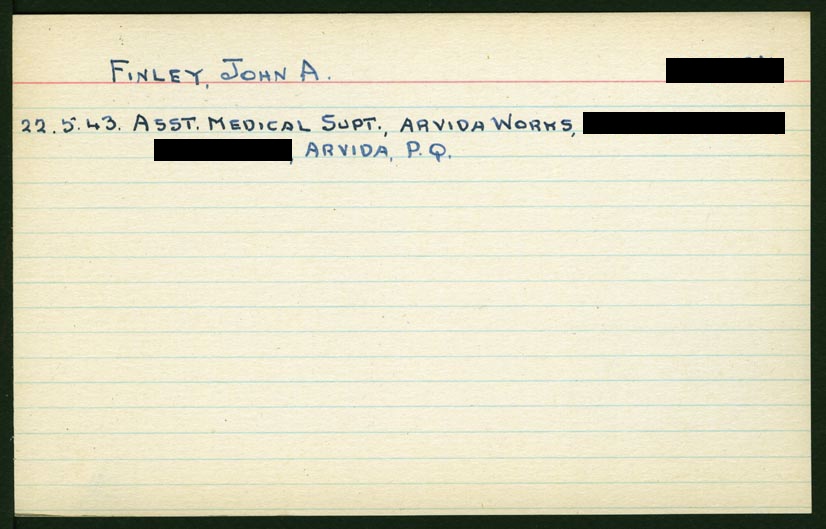 FINLEY, JOHN A.
22.5.43. ASST. MEDICAL SUPT., ARVIDA WORKS,
, ARVIDA, P.Q.